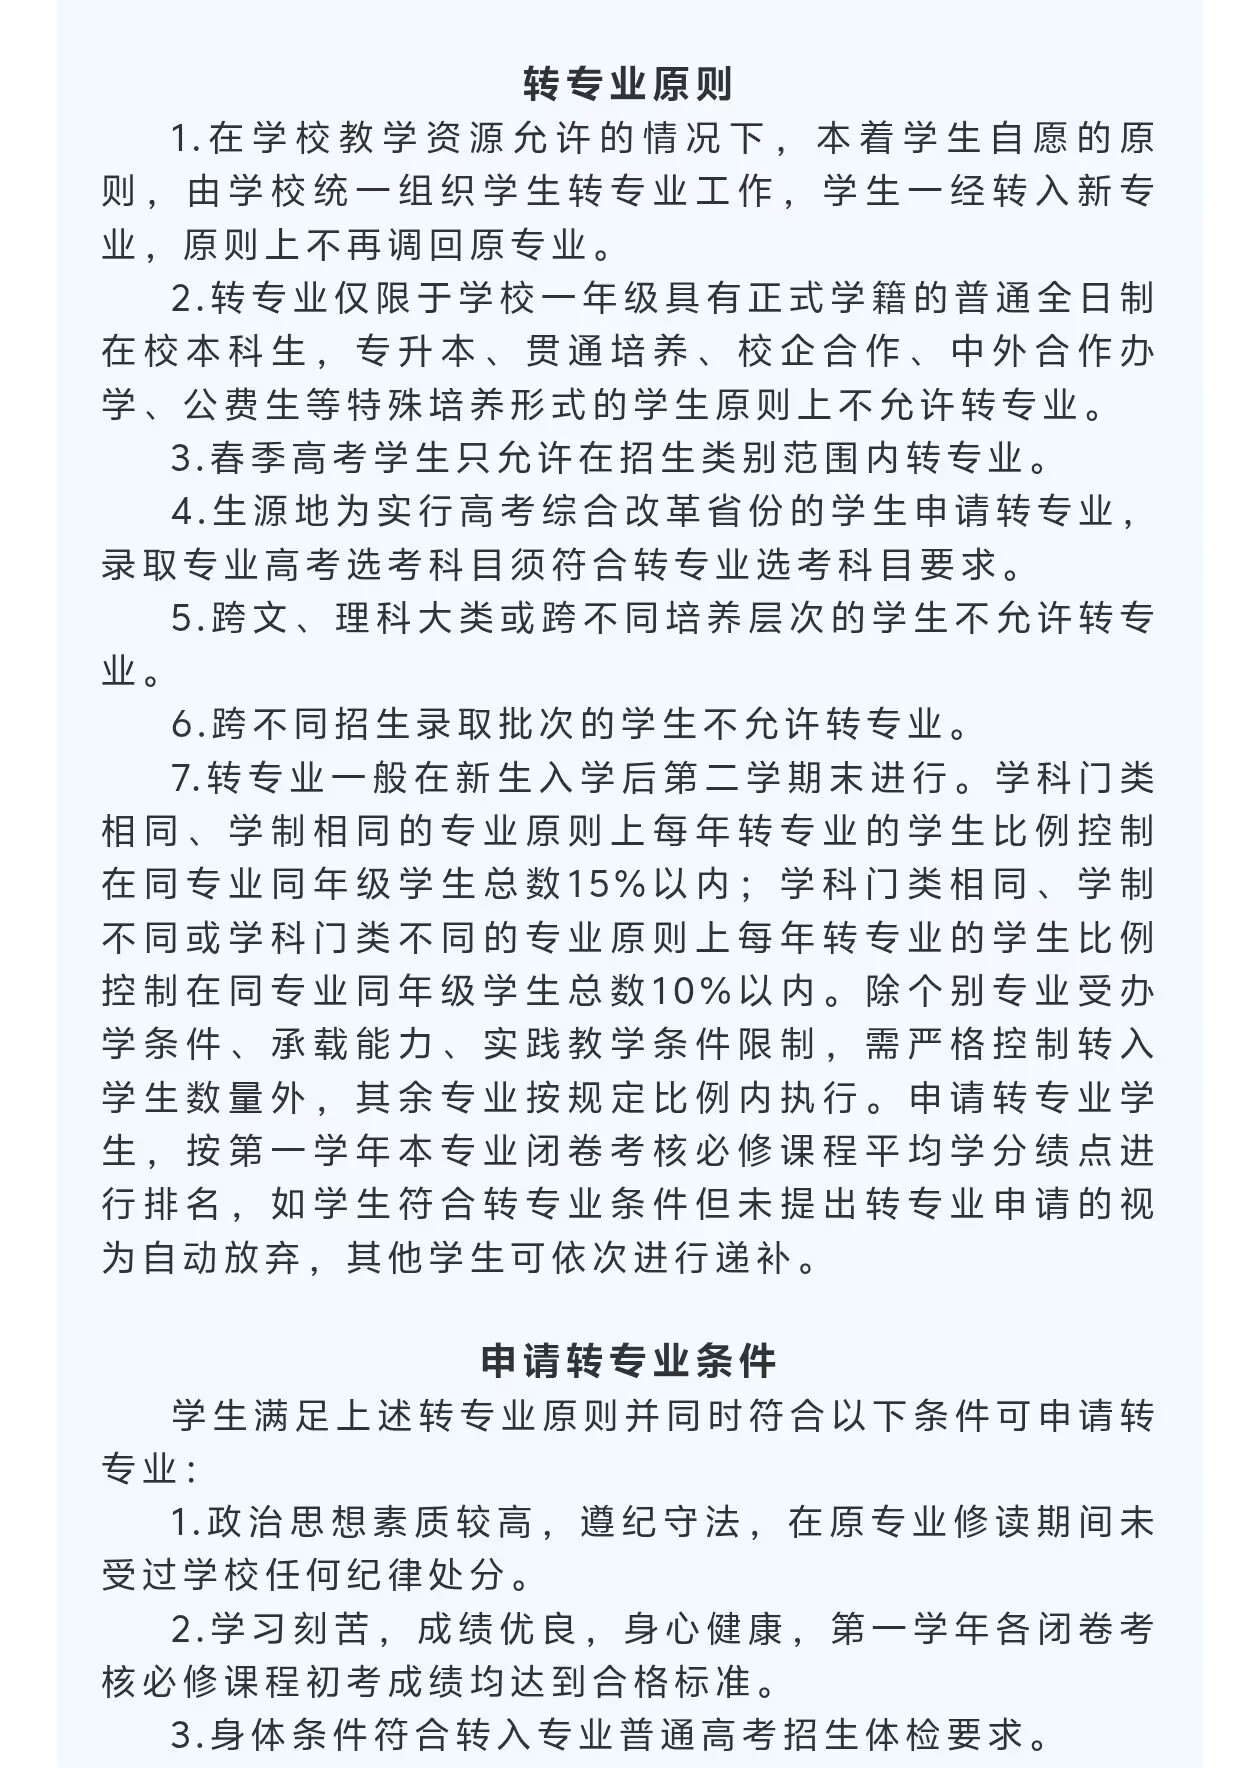 转专业原则
1.在学校教学资源允许的情况下，本着学生自愿的原
则，由学校统一组织学生转专业工作，学生一经转入新专
业，原则上不再调回原专业。
2.转专业仅限于学校一年级具有正式学籍的普通全日制
在校本科生，专升本、贯通培养、校企合作、中外合作办
学、公费生等特殊培养形式的学生原则上不允许转专业。
3.春季高考学生只允许在招生类别范围内转专业。
4.生源地为实行高考综合改革省份的学生申请转专业，
录取专业高考选考科目须符合转专业选考科目要求。
5.跨文、理科大类或跨不同培养层次的学生不允许转专
业。
6.跨不同招生录取批次的学生不允许转专业。
7.转专业一般在新生入学后第二学期末进行。学科门类
相同、学制相同的专业原则上每年转专业的学生比例控制
在同专业同年级学生总数15%以内；学科门类相同、学制
不同或学科门类不同的专业原则上每年转专业的学生比例
控制在同专业同年级学生总数10%以内。除个别专业受办
学条件、承载能力、实践教学条件限制，需严格控制转入
学生数量外，其余专业按规定比例内执行。申请转专业学
生，按第一学年本专业闭卷考核必修课程平均学分绩点进
行排名，如学生符合转专业条件但未提出转专业申请的视
为自动放弃，其他学生可依次进行递补。
申请转专业条件
学生满足上述转专业原则并同时符合以下条件可申请转
专业：
1.政治思想素质较高，遵纪守法，在原专业修读期间未
受过学校任何纪律处分。
2.学习刻苦，成绩优良，身心健康，第一学年各闭卷考
核必修课程初考成绩均达到合格标准。
3.身体条件符合转入专业普通高考招生体检要求。